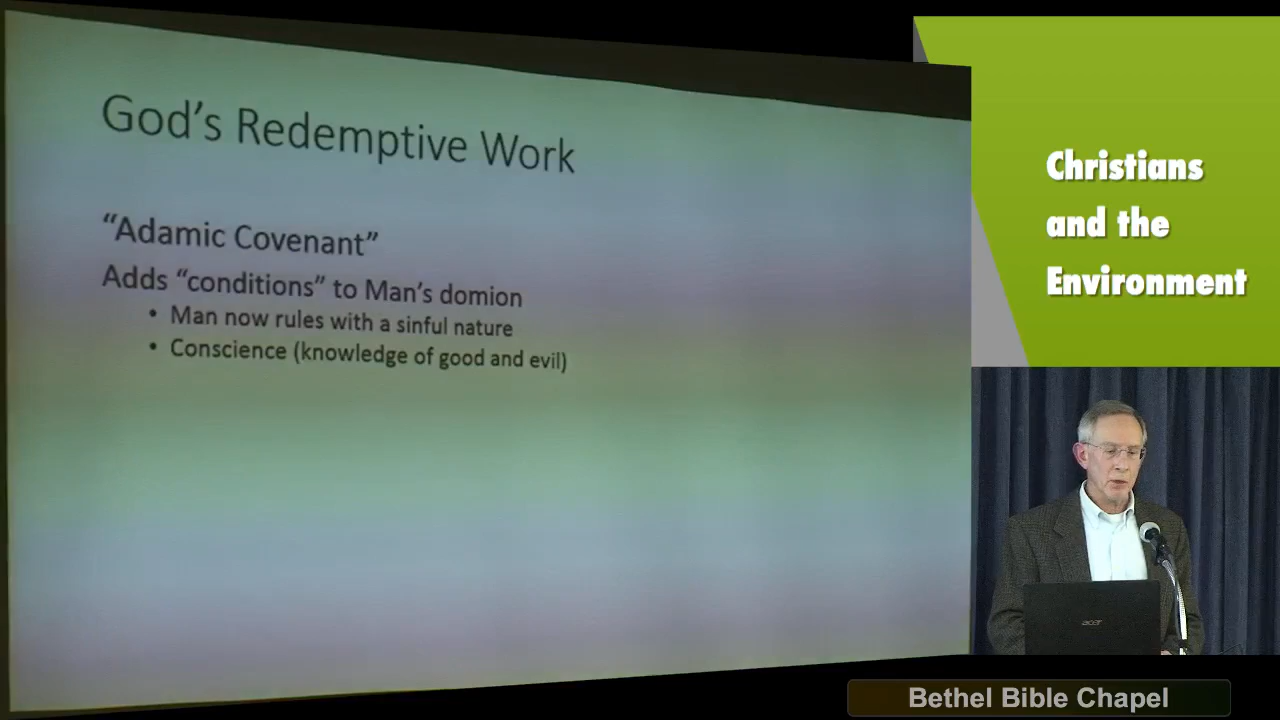 God's Redemptive Work
“Adamic Covenant”
Adds “conditions” to Man's domion
• Man now rules with a sinful nature
• Conscience (knowledge of good and evil)
Christians
and the
Environment
acer
Bethel Bible Chapel